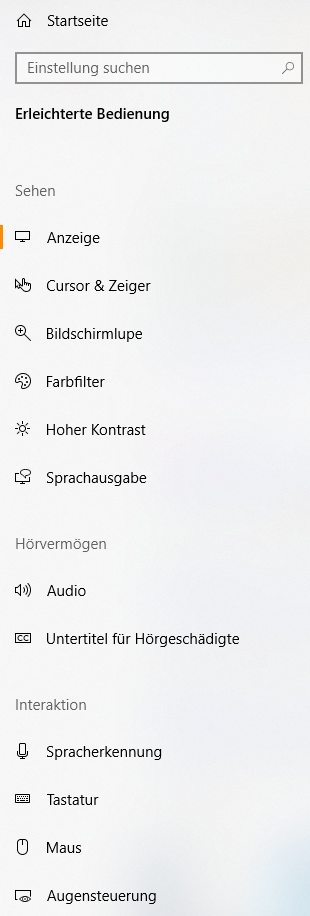 Startseite
Einstellung suchen
Erleichterte Bedienung
Sehen
Anzeige
Cursor & Zeiger
Bildschirmlupe
Farbfilter
Hoher Kontrast
Sprachausgabe
Hörvermögen
Audio
CC Untertitel für Hörgeschädigte
Interaktion
Spracherkennung
Tastatur
Maus
Augensteuerung